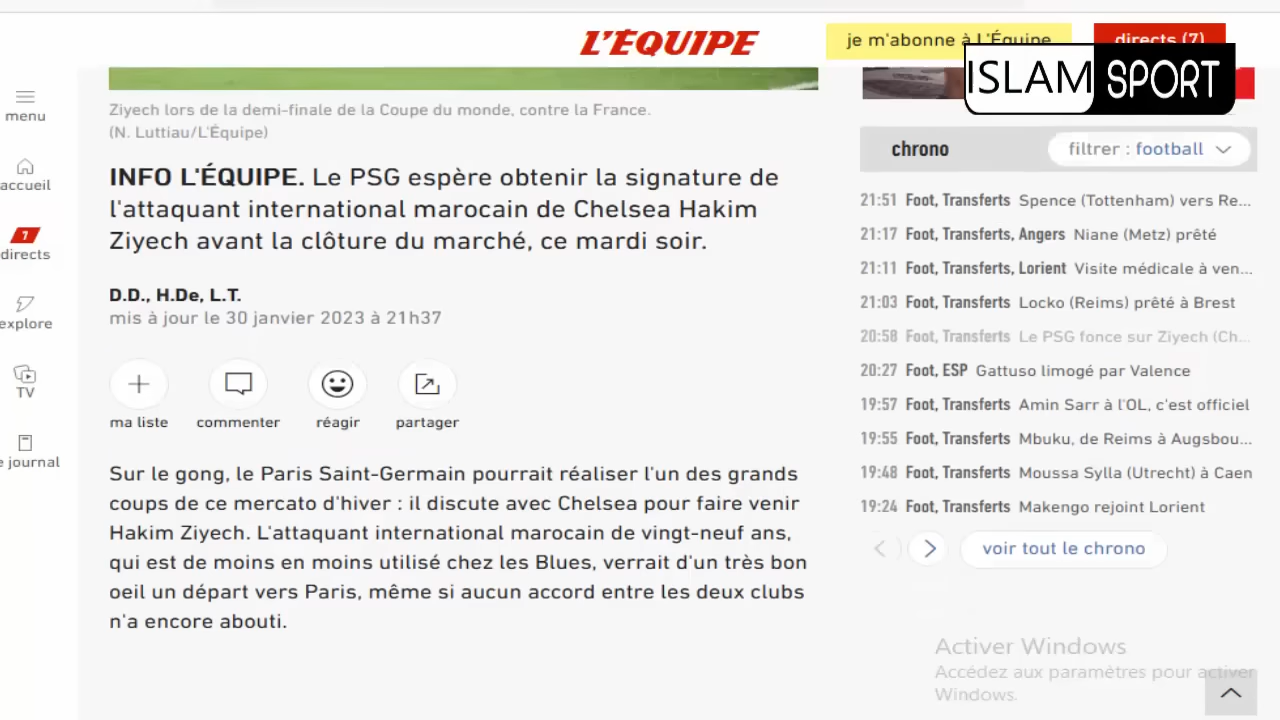 L'ÉQUIPE
je m'abonne à L'Équipe
directs (7)
ISLAM SPORT
menu
accueil
7
directs
explore
TV
e journal
Ziyech lors de la demi-finale de la Coupe du monde, contre la France.
(N. Luttiau/L'Équipe)
INFO L'ÉQUIPE. Le PSG espère obtenir la signature de
l'attaquant international marocain de Chelsea Hakim
Ziyech avant la clôture du marché, ce mardi soir.
D.D., H.De, L.T.
mis à jour le 30 janvier 2023 à 21h37
ma liste
commenter
réagir
partager
Sur le gong, le Paris Saint-Germain pourrait réaliser l'un des grands
coups de ce mercato d'hiver : il discute avec Chelsea pour faire venir
Hakim Ziyech. L'attaquant international marocain de vingt-neuf ans,
qui est de moins en moins utilisé chez les Blues, verrait d'un très bon
oeil un départ vers Paris, même si aucun accord entre les deux clubs
n'a encore abouti.
chrono
filtrer : football
21:51 Foot, Transferts Spence (Tottenham) vers Re...
21:17 Foot, Transferts, Angers Niane (Metz) prêté
21:11 Foot, Transferts, Lorient Visite médicale à ven...
21:03 Foot, Transferts Locko (Reims) prêté à Brest
20:58 Foot, Transferts Le PSG fonce sur Ziyech (Ch...
20:27 Foot, ESP Gattuso limogé par Valence
19:57 Foot, Transferts Amin Sarr à l'OL, c'est officiel
19:55 Foot, Transferts Mbuku, de Reims à Augsbou...
19:48 Foot, Transferts Moussa Sylla (Utrecht) à Caen
19:24 Foot, Transferts Makengo rejoint Lorient
voir tout le chrono
Activer Windows
Accédez aux paramètres pour activer
Windows.